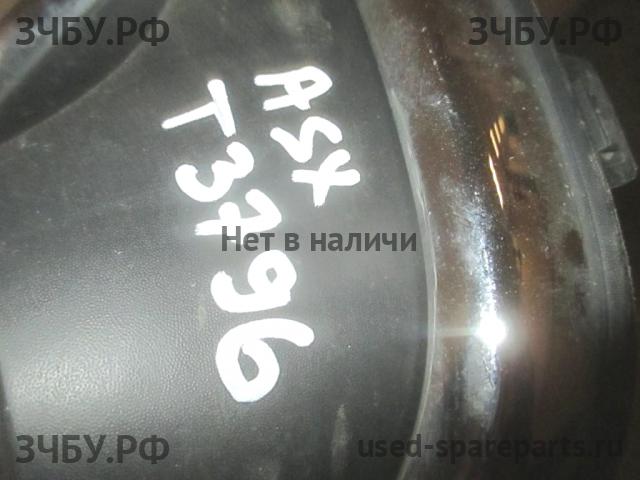 ЗЧБУ.РФ
ЗЧБУ.РФ
ASX
T3796
Нет в наличи
ЗЧБУ.РФ
used-spareparts.ru